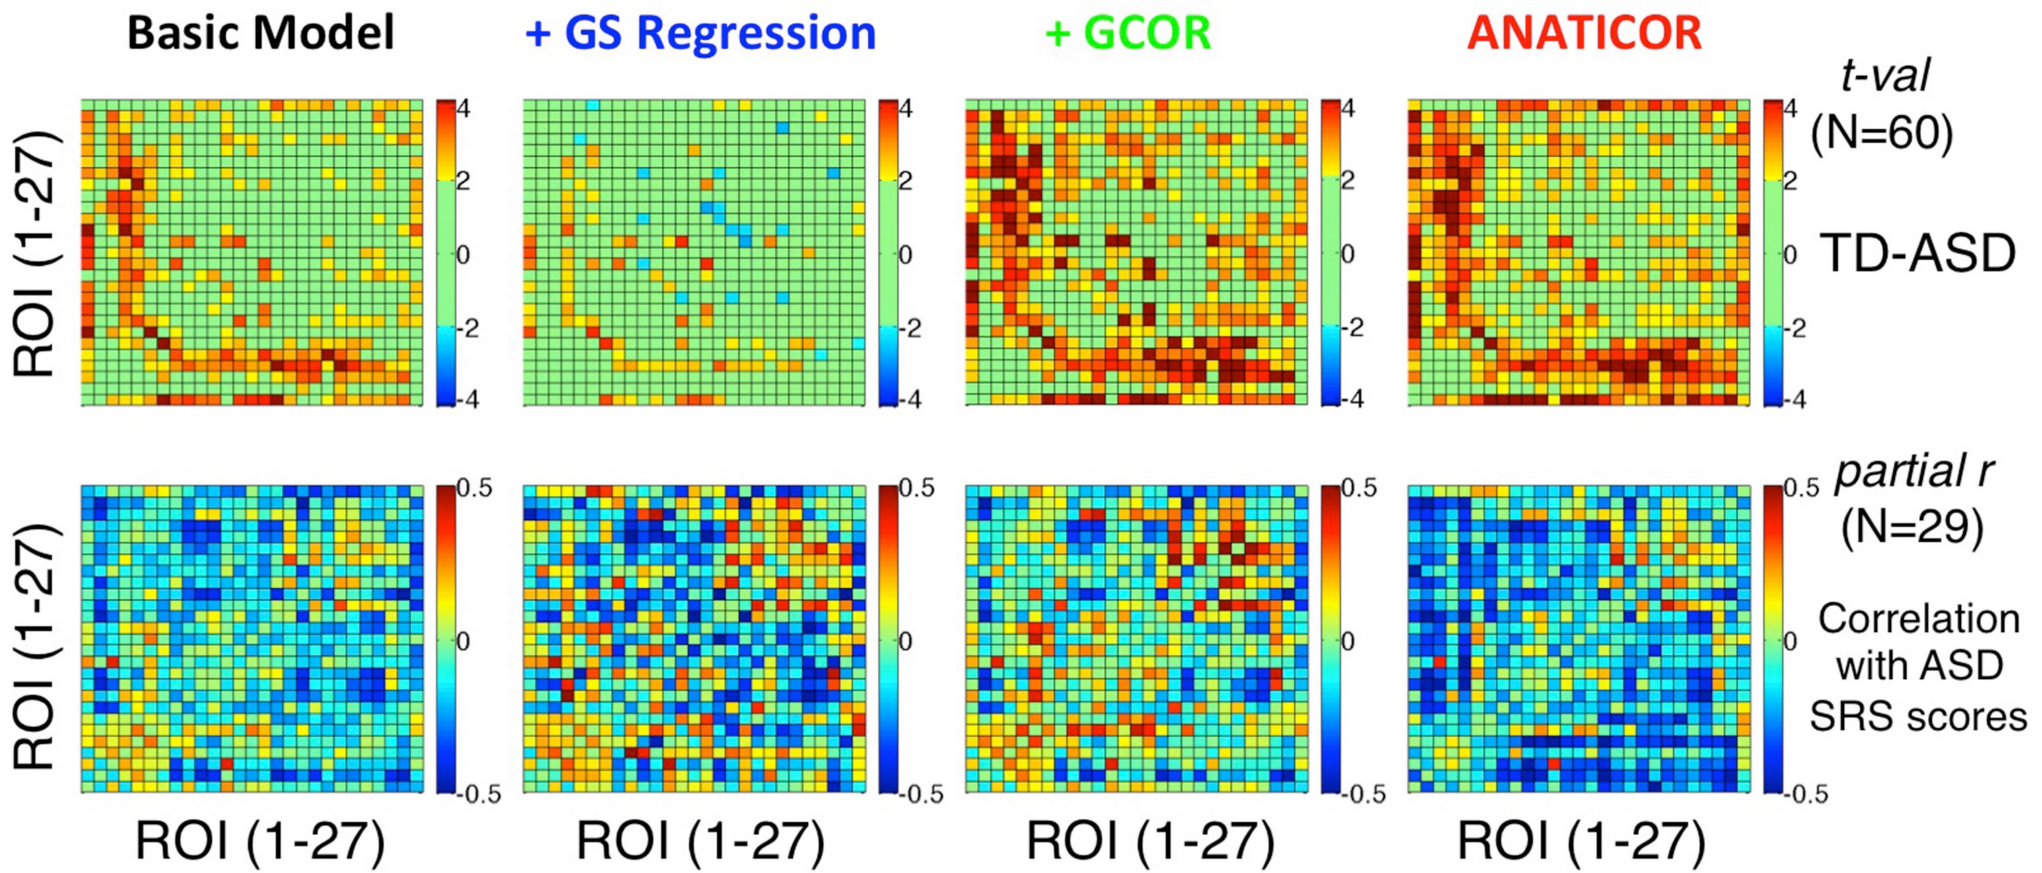 Basic Model
+ GS Regression
+ GCOR
ANATICOR
ROI (1-27)
4
2
0
-2
-4
4
2
0
-2
-4
4
2
0
-2
-4
4
2
0
-2
-4
t-val
(N=60)
TD-ASD
ROI (1-27)
0.5
0
-0.5
0.5
0
-0.5
0.5
0
-0.5
0.5
0
-0.5
partial r
(N=29)
Correlation
with ASD
SRS scores
ROI (1-27)
ROI (1-27)
ROI (1-27)
ROI (1-27)